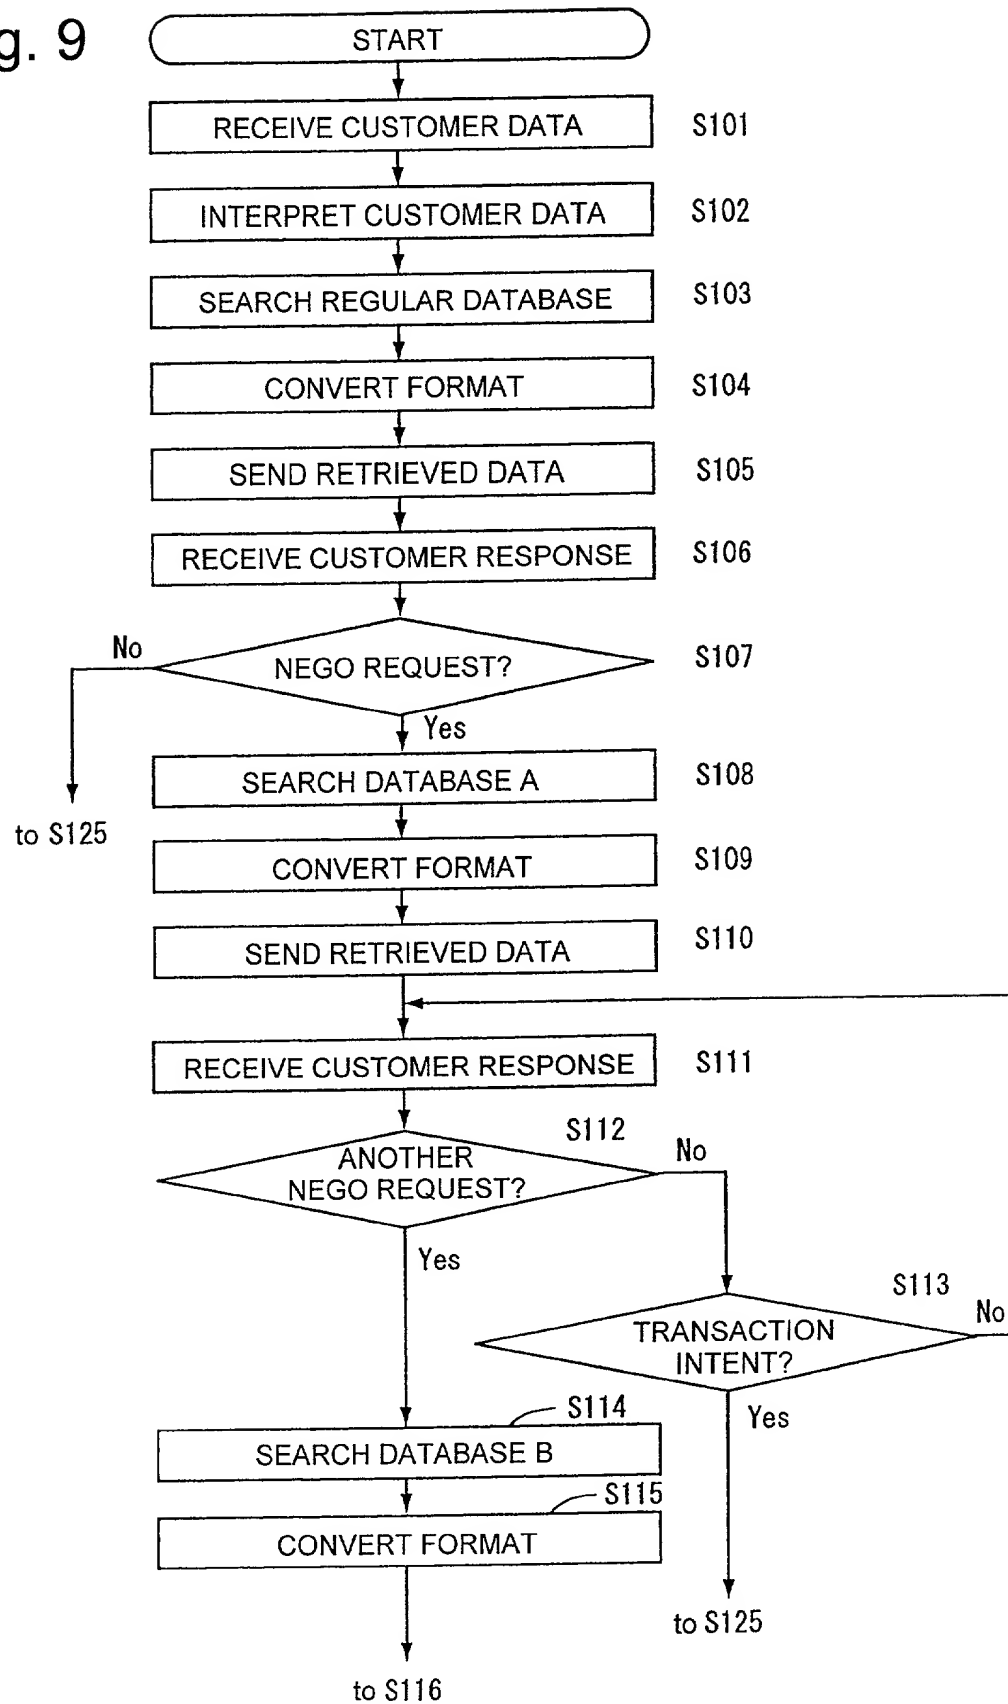 g. 9
START
RECEIVE CUSTOMER DATA
S101
INTERPRET CUSTOMER DATA
S102
SEARCH REGULAR DATABASE
S103
CONVERT FORMAT
S104
SEND RETRIEVED DATA
S105
RECEIVE CUSTOMER RESPONSE
S106
No
NEGO REQUEST?
S107
Yes
SEARCH DATABASE A
S108
to S125
CONVERT FORMAT
S109
SEND RETRIEVED DATA
S110
RECEIVE CUSTOMER RESPONSE
S111
S112
ANOTHER
NEGO REQUEST?
No
Yes
S113
TRANSACTION
INTENT?
No
Yes
S114
SEARCH DATABASE B
S115
CONVERT FORMAT
to S125
to S116